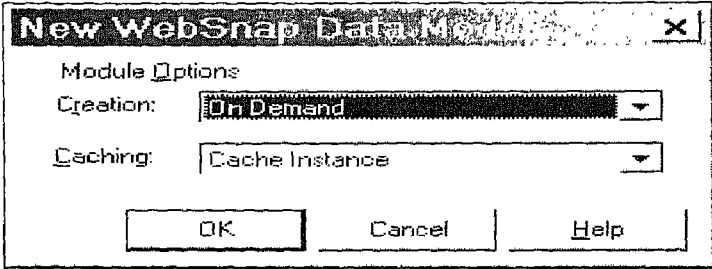 New WebSnap Data Module
Module Options
Creation: On Demand
Caching: Cache Instance
OK Cancel Help